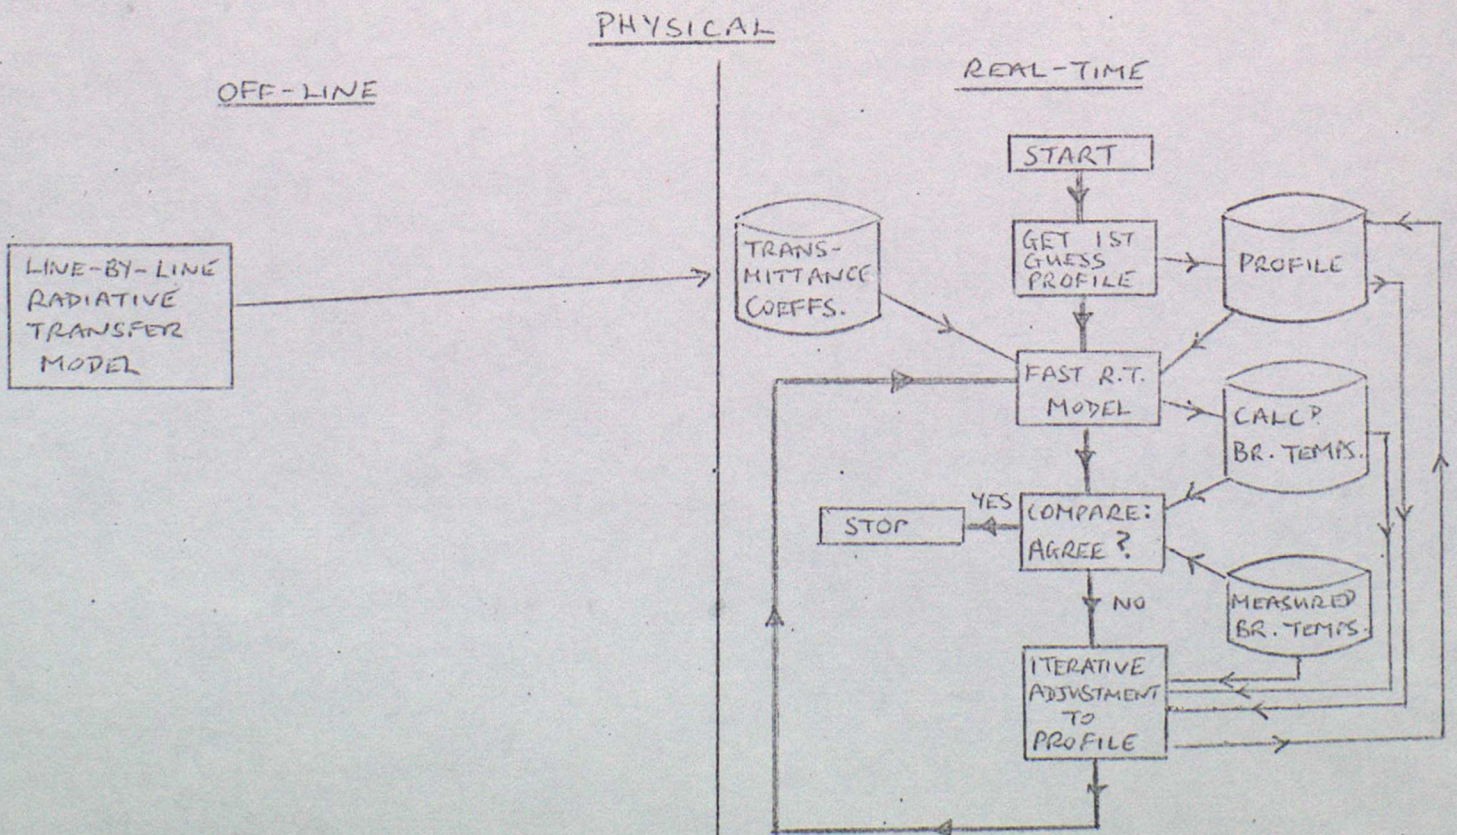 PHYSICAL
OFF-LINE
REAL-TIME
START
LINE-BY-LINE
RADIATIVE
TRANSFER
MODEL
TRANS-
MITTANCE
COEFFS.
GET 1ST
GUESS
PROFILE
PROFILE
FAST R.T.
MODEL
CALCD.
BR. TEMPS.
STOP
YES
COMPARE:
AGREE?
NO
MEASURED
BR. TEMPS.
ITERATIVE
ADJUSTMENT
TO
PROFILE